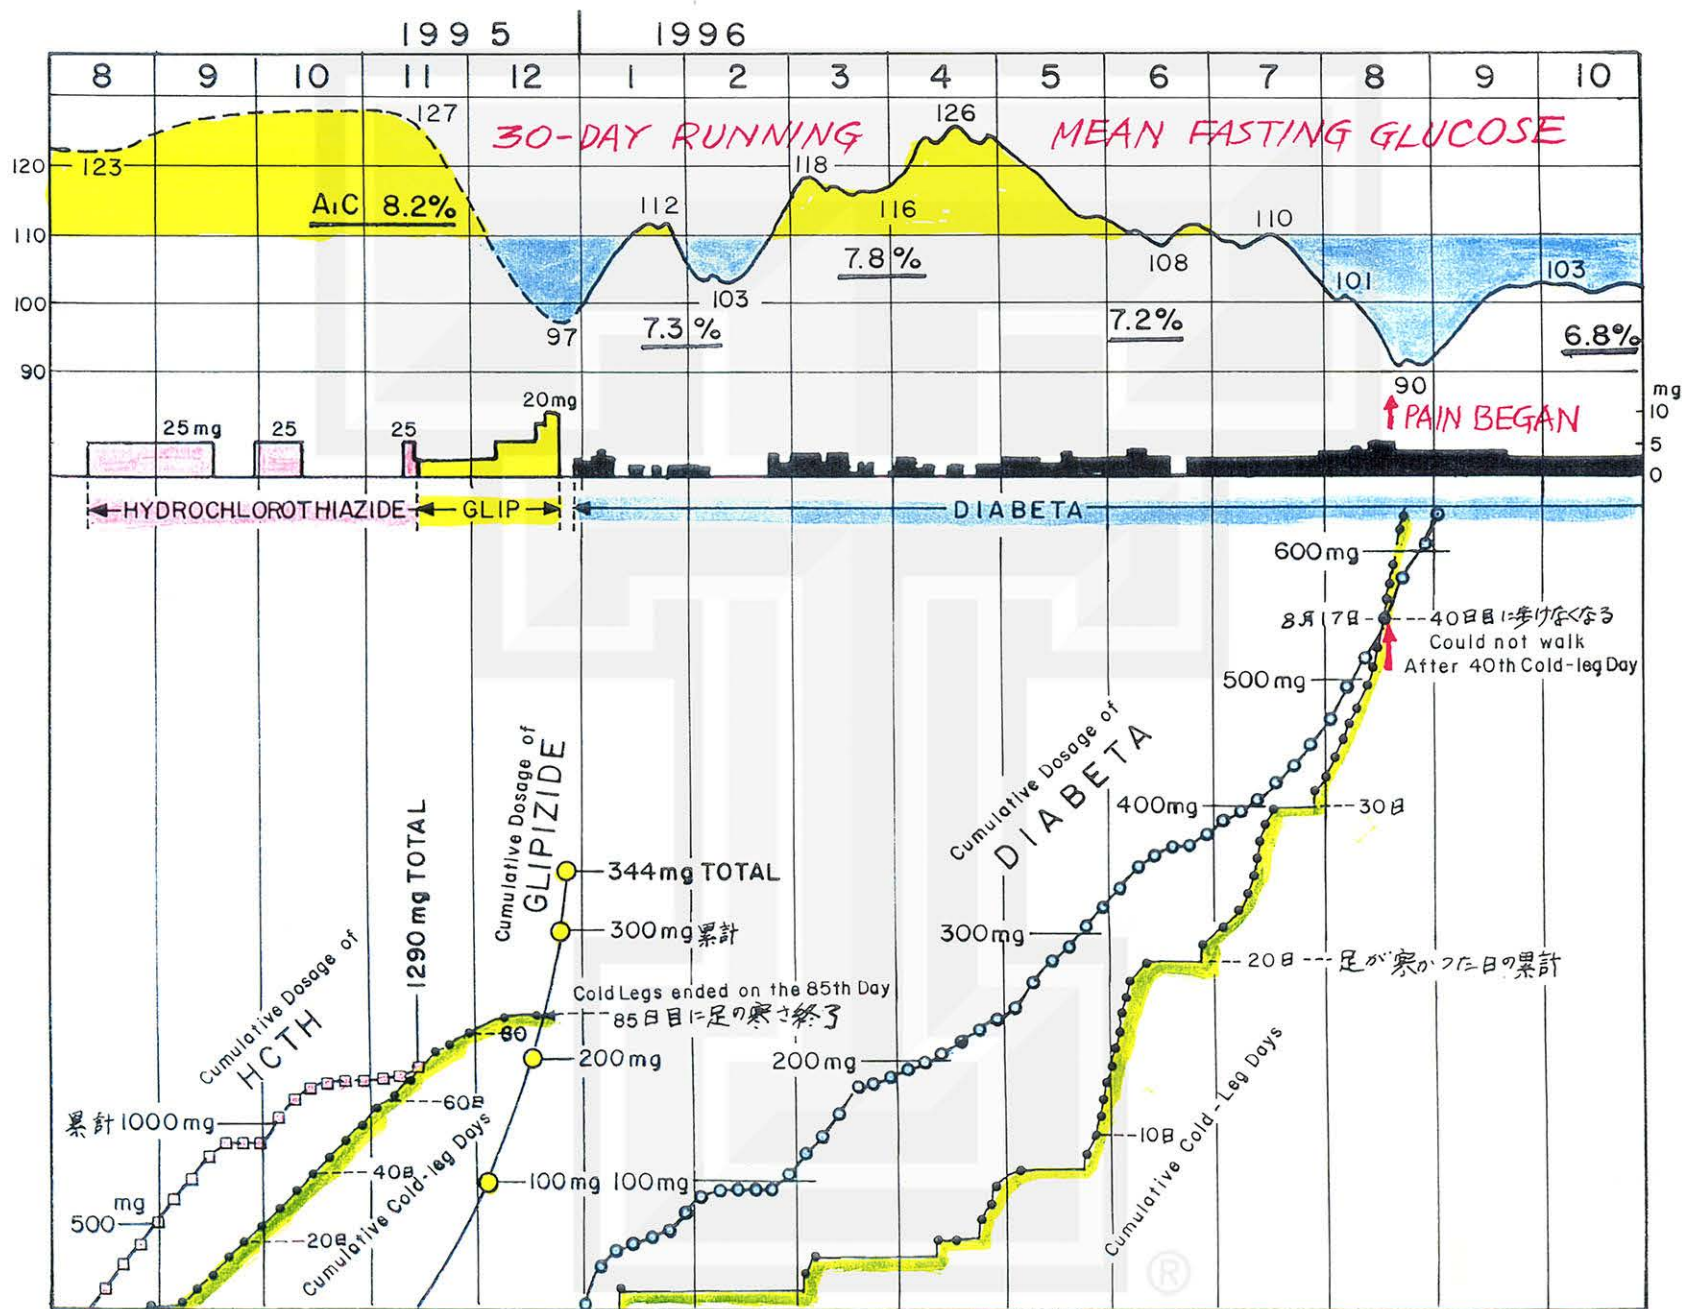 1995 1996
8 9 10 11 12 1 2 3 4 5 6 7 8 9 10
30-DAY RUNNING MEAN FASTING GLUCOSE
120
110
100
90
123
127
A1C 8.2%
97
112
7.3%
103
118
116
7.8%
126
108
7.2%
110
101
90
103
6.8%
PAIN BEGAN
mg
10
5
0
25mg
25
25
20mg
HYDROCHLOROTHIAZIDE
GLIP
DIABETA
600mg
8月17日
40日目に歩けなくなる
Could not walk
After 40th Cold-leg Day
500mg
Cumulative Dosage of
DIABETA
400mg
30日
300mg
20日
足が寒かった日の累計
200mg
10日
100mg
Cumulative Cold-Leg Days
Cumulative Dosage of
GLIPIZIDE
344mg TOTAL
300mg累計
Cold Legs ended on the 85th Day
85日目に足の寒さ終了
200mg
100mg
1290mg TOTAL
Cumulative Dosage of
HCTH
累計1000mg
mg
500
80
60日
40日
20日
Cumulative Cold-leg Days
®